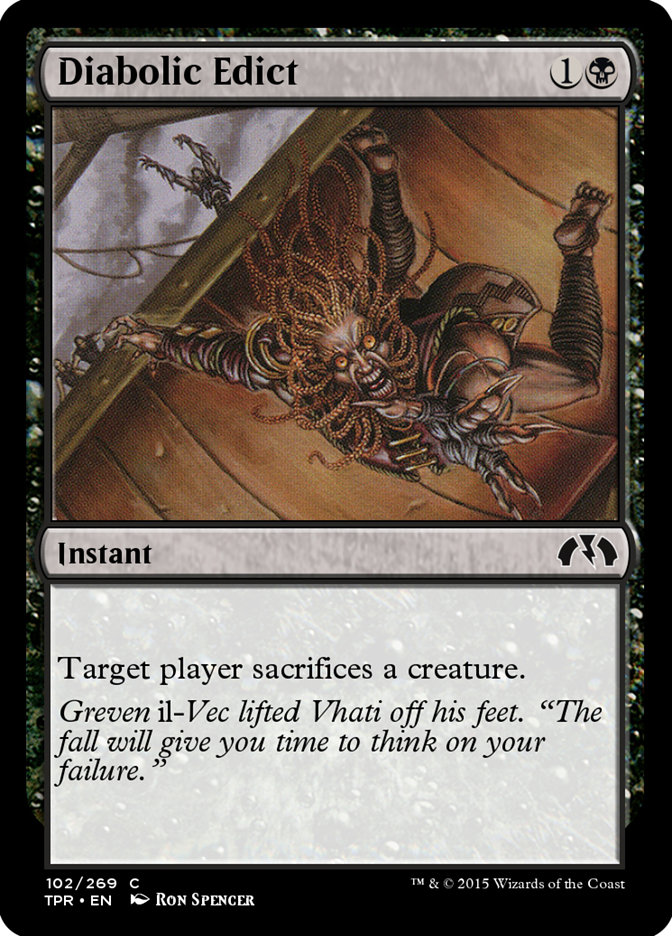 Diabolic Edict 1
Instant
Target player sacrifices a creature.
Greven il-Vec lifted Vhati off his feet. “The
fall will give you time to think on your
failure.”
102/269 C
TPR • EN Ron Spencer
™ & © 2015 Wizards of the Coast